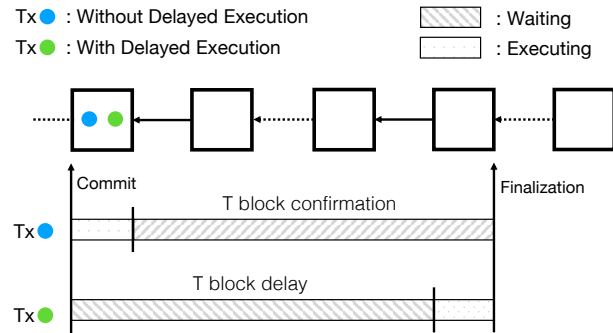 Tx : Without Delayed Execution
: Waiting
Tx : With Delayed Execution
: Executing
Commit
Finalization
T block confirmation
Tx
T block delay
Tx